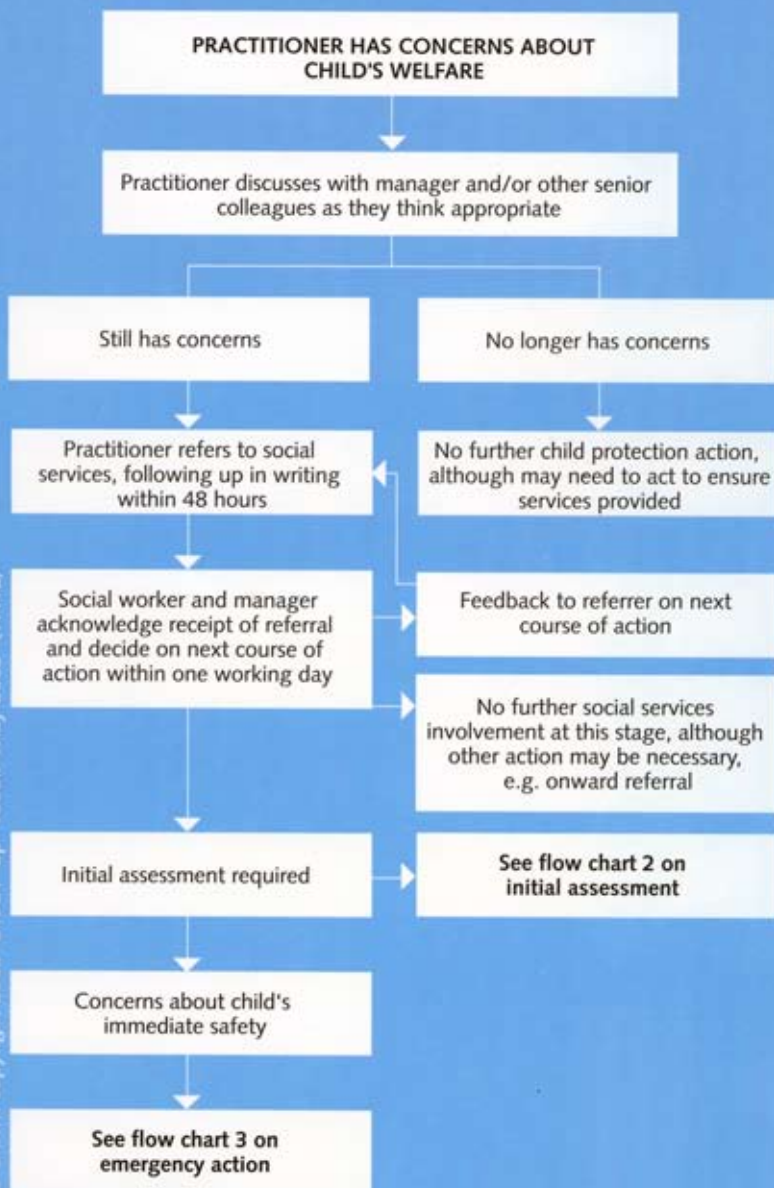 PRACTITIONER HAS CONCERNS ABOUT
CHILD'S WELFARE
Practitioner discusses with manager and/or other senior
colleagues as they think appropriate
Still has concerns
No longer has concerns
Practitioner refers to social
services, following up in writing
within 48 hours
No further child protection action,
although may need to act to ensure
services provided
Social worker and manager
acknowledge receipt of referral
and decide on next course of
action within one working day
Feedback to referrer on next
course of action
No further social services
involvement at this stage, although
other action may be necessary,
e.g. onward referral
Initial assessment required
See flow chart 2 on
initial assessment
Concerns about child's
immediate safety
See flow chart 3 on
emergency action